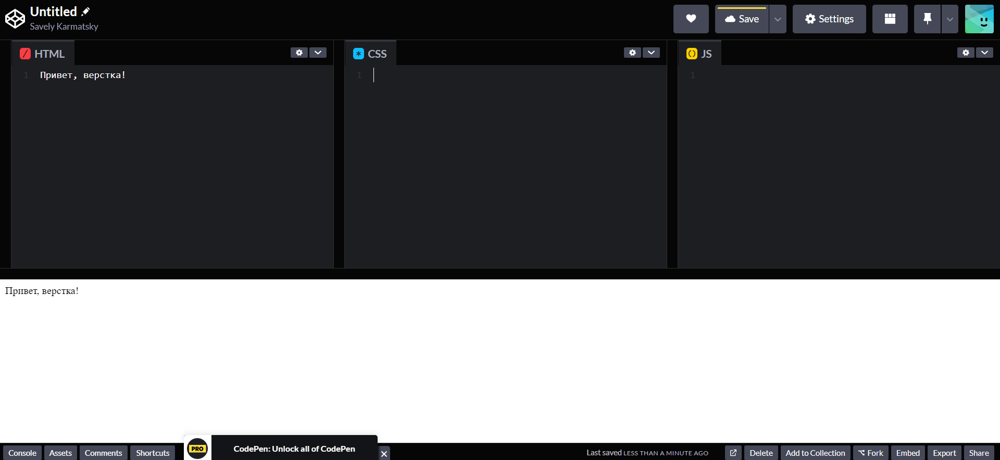 Untitled
Savely Karmatsky
Save
Settings
HTML
CSS
JS
1 Привет, верстка!
1
1
Привет, верстка!
Console Assets Comments Shortcuts
PRO CodePen: Unlock all of CodePen
Last saved LESS THAN A MINUTE AGO
Delete Add to Collection Fork Embed Export Share